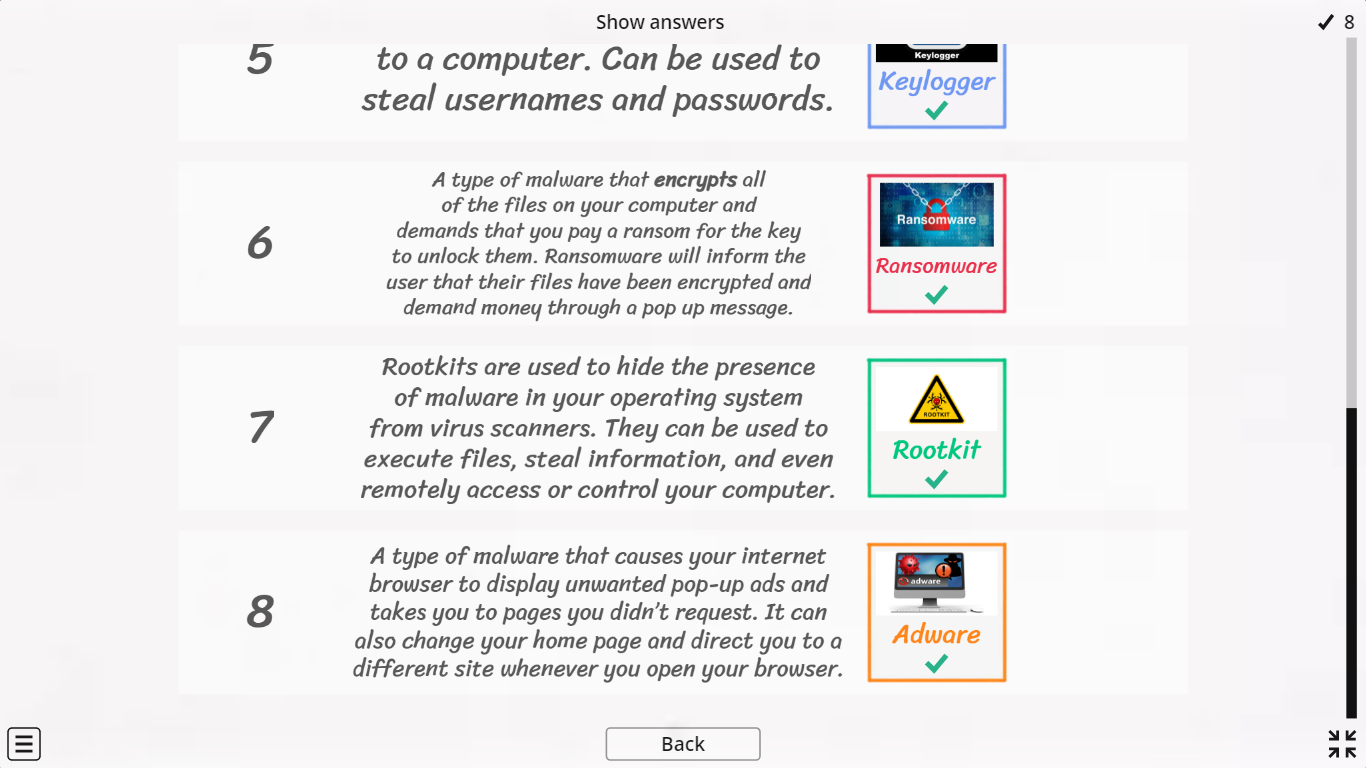 Show answers
8
5
to a computer. Can be used to
steal usernames and passwords.
Keylogger
Keylogger
6
A type of malware that encrypts all
of the files on your computer and
demands that you pay a ransom for the key
to unlock them. Ransomware will inform the
user that their files have been encrypted and
demand money through a pop up message.
Ransomware
Ransomware
7
Rootkits are used to hide the presence
of malware in your operating system
from virus scanners. They can be used to
execute files, steal information, and even
remotely access or control your computer.
ROOTKIT
Rootkit
8
A type of malware that causes your internet
browser to display unwanted pop-up ads and
takes you to pages you didn't request. It can
also change your home page and direct you to a
different site whenever you open your browser.
adware
Adware
Back